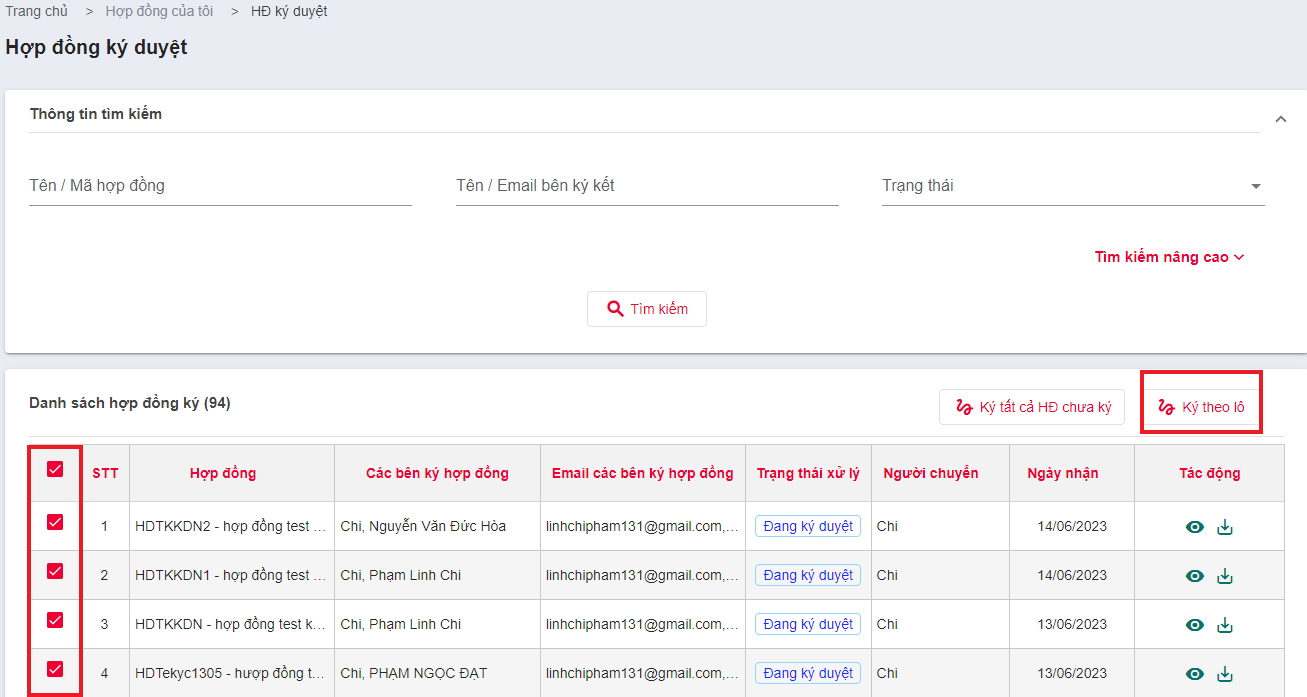 Trang chủ > Hợp đồng của tôi > HĐ ký duyệt
Hợp đồng ký duyệt
Thông tin tìm kiếm
Tên / Mã hợp đồng Tên / Email bên ký kết Trạng thái
Tìm kiếm nâng cao
Tìm kiếm
Danh sách hợp đồng ký (94) Ký tất cả HĐ chưa ký Ký theo lô
STT Hợp đồng Các bên ký hợp đồng Email các bên ký hợp đồng Trạng thái xử lý Người chuyển Ngày nhận Tác động
1 HDTKKDN2 - hợp đồng test ... Chi, Nguyễn Văn Đức Hòa linhchipham131@gmail.com,... Đang ký duyệt Chi 14/06/2023
2 HDTKKDN1 - hợp đồng test ... Chi, Phạm Linh Chi linhchipham131@gmail.com,... Đang ký duyệt Chi 14/06/2023
3 HDTKKDN - hợp đồng test k... Chi, Phạm Linh Chi linhchipham131@gmail.com,... Đang ký duyệt Chi 13/06/2023
4 HDTekyc1305 - hượp đồng t... Chi, PHẠM NGỌC ĐẠT linhchipham131@gmail.com,... Đang ký duyệt Chi 13/06/2023